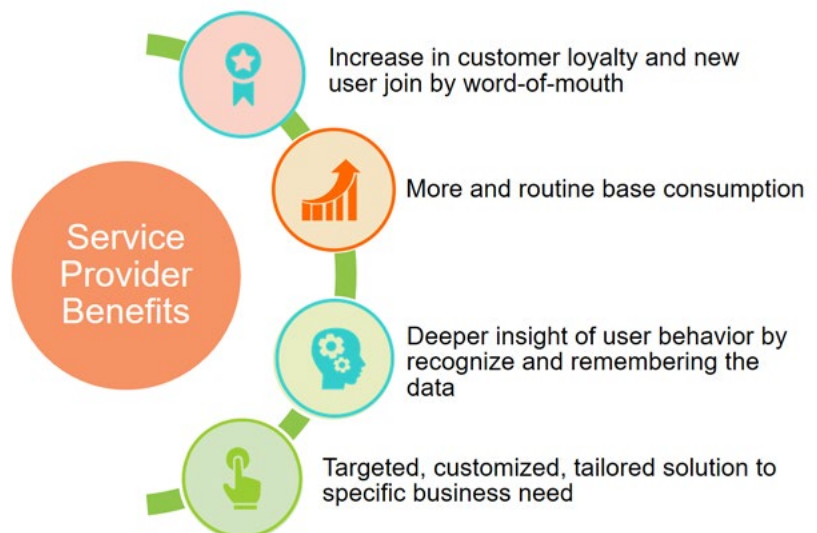 Increase in customer loyalty and new
user join by word-of-mouth
More and routine base consumption
Service
Provider
Benefits
Deeper insight of user behavior by
recognize and remembering the
data
Targeted, customized, tailored solution to
specific business need